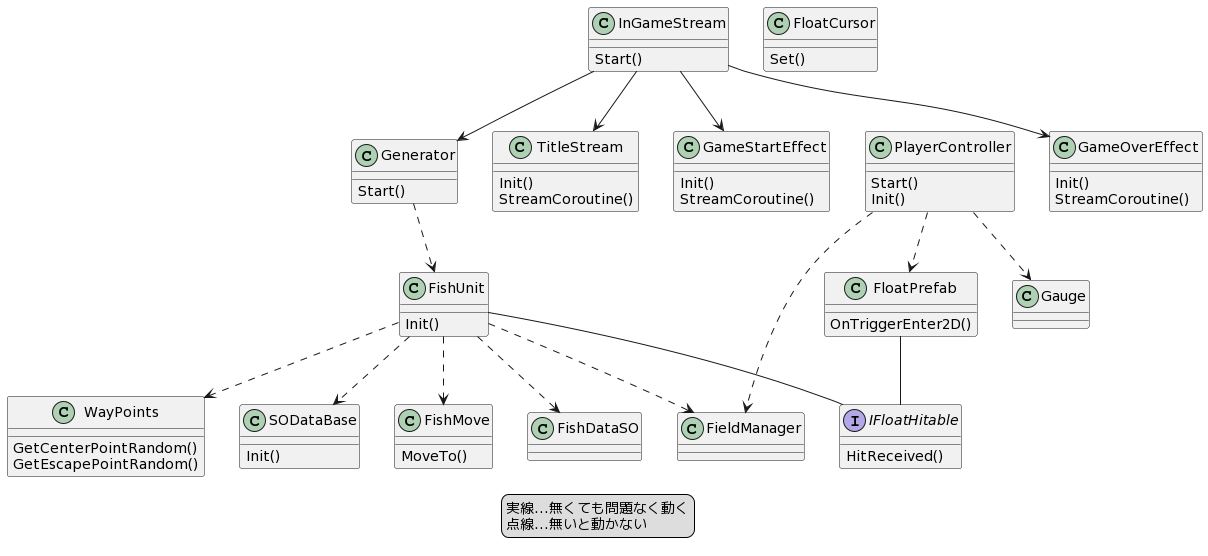 C InGameStream
Start()
C FloatCursor
Set()
C Generator
Start()
C TitleStream
Init()
StreamCoroutine()
C GameStartEffect
Init()
StreamCoroutine()
C PlayerController
Start()
Init()
C GameOverEffect
Init()
StreamCoroutine()
C FishUnit
Init()
C FloatPrefab
OnTriggerEnter2D()
C Gauge
C WayPoints
GetCenterPointRandom()
GetEscapePointRandom()
C SODataBase
Init()
C FishMove
MoveTo()
C FishDataSO
C FieldManager
I IFloatHitable
HitReceived()
実線...無くても問題なく動く
点線...無いと動かない